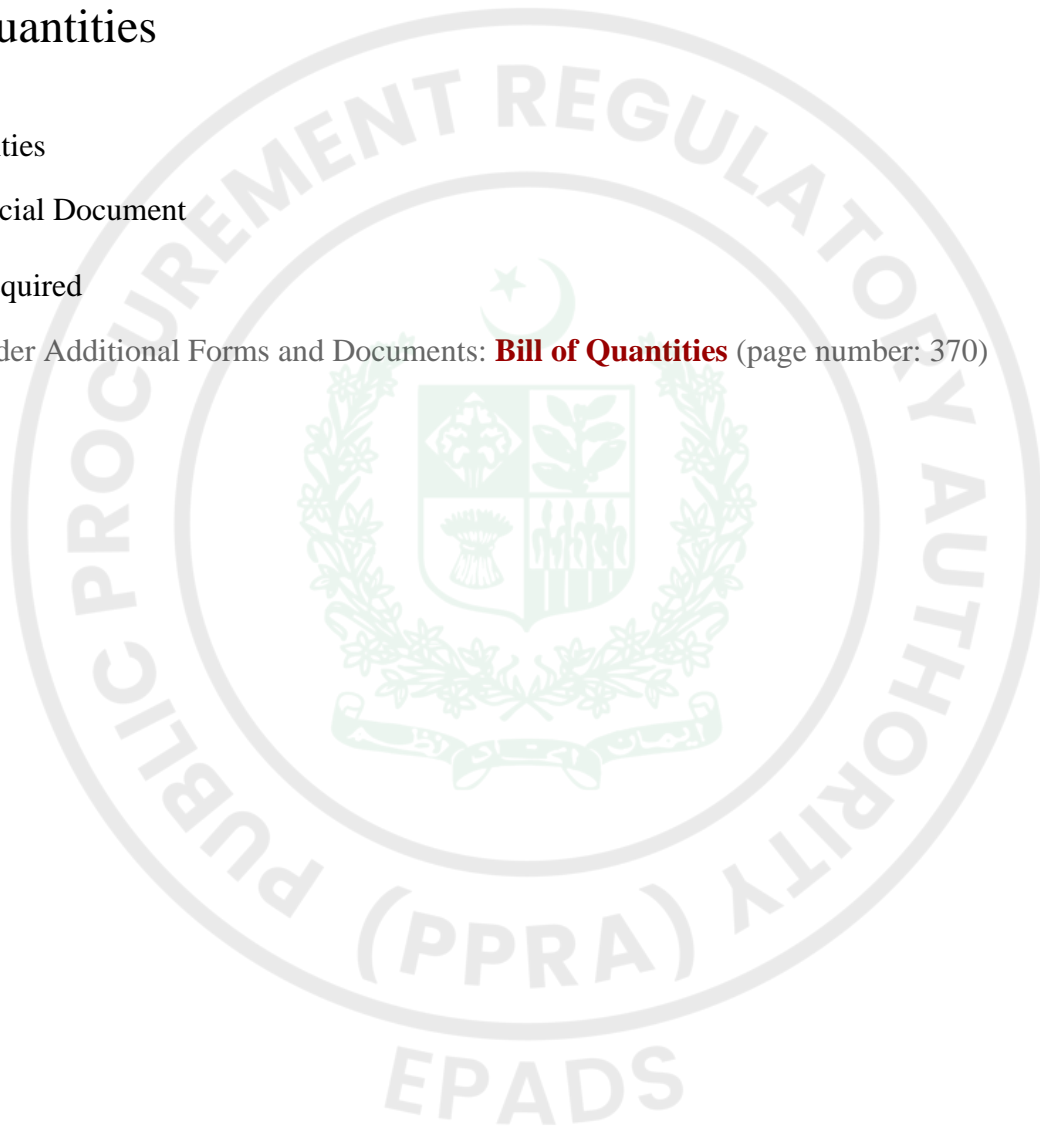 uantities
ties
cial Document
quired
der Additional Forms and Documents: Bill of Quantities (page number: 370)
PUBLIC PROCUREMENT REGULATORY AUTHORITY
(PPRA)
EPADS